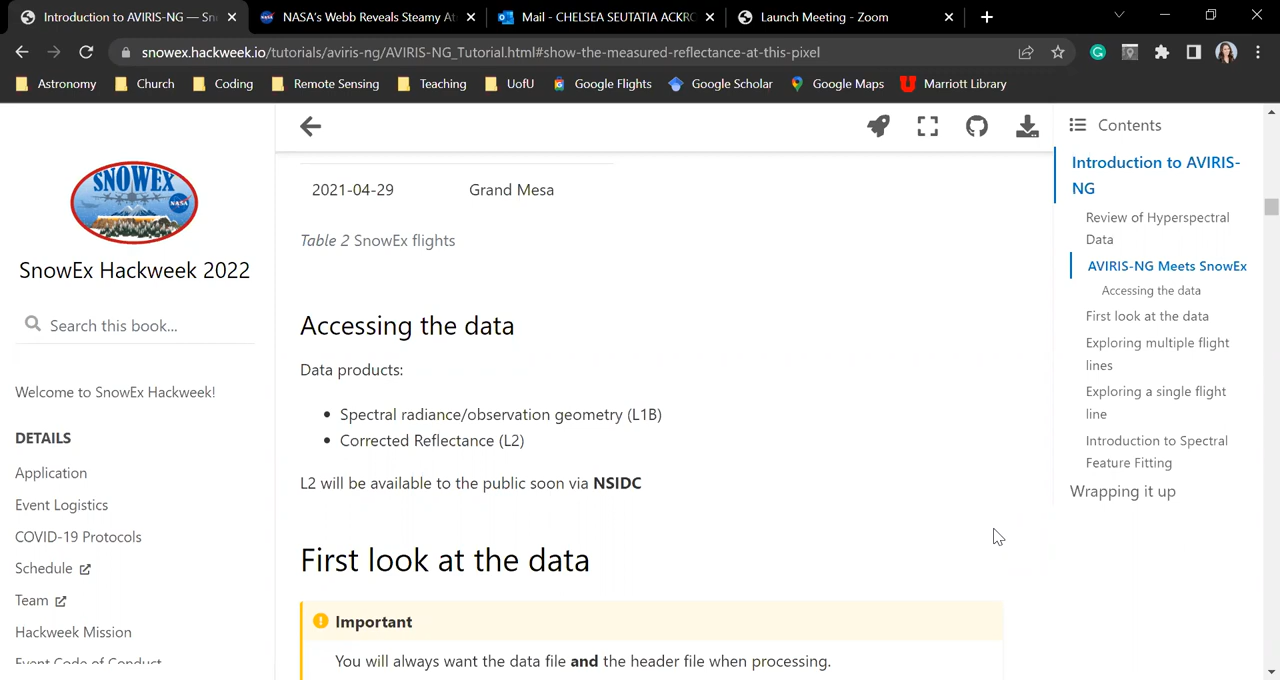 Introduction to AVIRIS-NG — Sn
NASA's Webb Reveals Steamy At
Mail - CHELSEA SEUTATIA ACKRO
Launch Meeting - Zoom
snowex.hackweek.io/tutorials/aviris-ng/AVIRIS-NG_Tutorial.html#show-the-measured-reflectance-at-this-pixel
Astronomy
Church
Coding
Remote Sensing
Teaching
UofU
Google Flights
Google Scholar
Google Maps
Marriott Library
SNOWEX
NASA
SnowEx Hackweek 2022
Search this book...
Welcome to SnowEx Hackweek!
DETAILS
Application
Event Logistics
COVID-19 Protocols
Schedule
Team
Hackweek Mission
Event Code of Conduct
2021-04-29 Grand Mesa
Table 2 SnowEx flights
Accessing the data
Data products:
• Spectral radiance/observation geometry (L1B)
• Corrected Reflectance (L2)
L2 will be available to the public soon via NSIDC
First look at the data
Important
You will always want the data file and the header file when processing.
Contents
Introduction to AVIRIS-
NG
Review of Hyperspectral
Data
AVIRIS-NG Meets SnowEx
Accessing the data
First look at the data
Exploring multiple flight
lines
Exploring a single flight
line
Introduction to Spectral
Feature Fitting
Wrapping it up